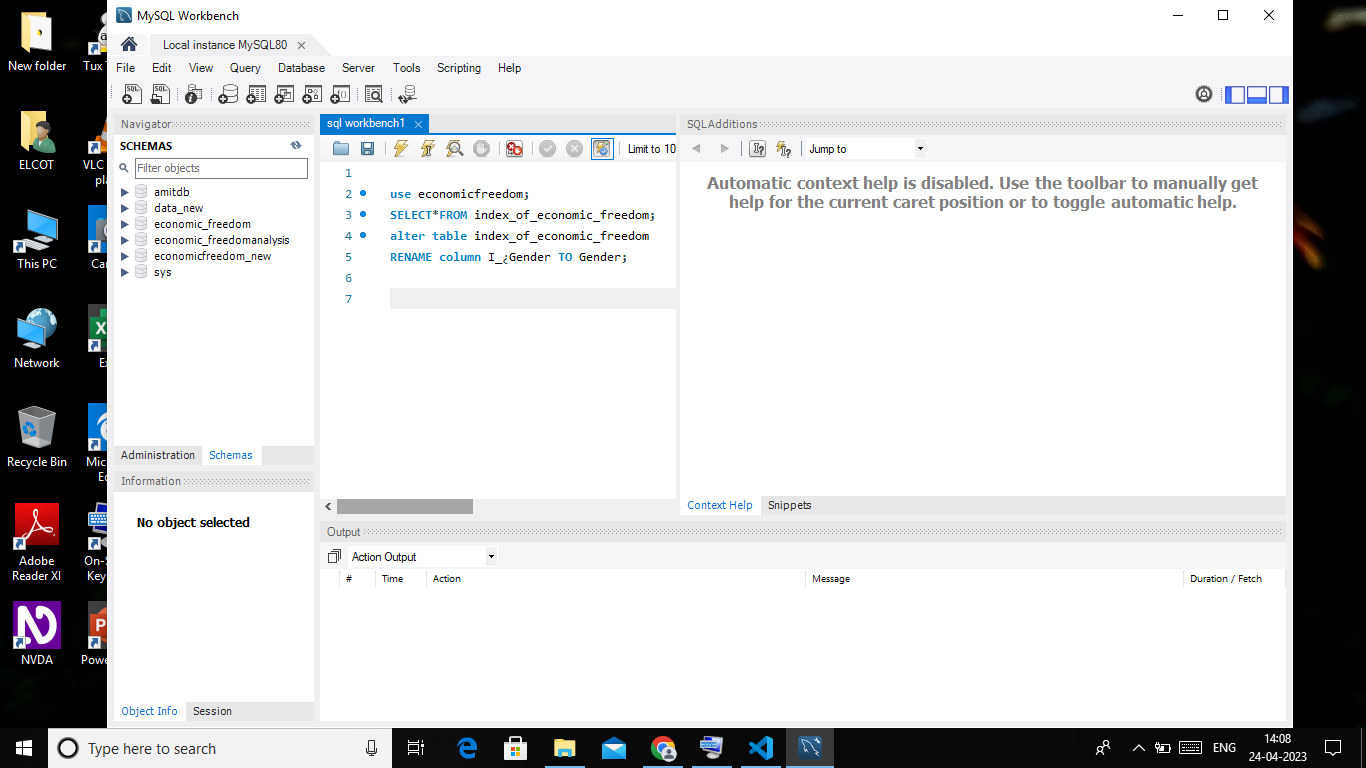 MySQL Workbench
Local instance MySQL80
File Edit View Query Database Server Tools Scripting Help
Navigator
SCHEMAS
Filter objects
amitdb
data_new
economic_freedom
economic_freedomanalysis
economicfreedom_new
sys
Administration Schemas
Information
No object selected
Object Info Session
sql workbench1
Limit to 10
1
2 use economicfreedom;
3 SELECT*FROM index_of_economic_freedom;
4 alter table index_of_economic_freedom
5 RENAME column I_¿Gender TO Gender;
6
7
SQLAdditions
Jump to
Automatic context help is disabled. Use the toolbar to manually get
help for the current caret position or to toggle automatic help.
Context Help Snippets
Output
Action Output
# Time Action Message Duration / Fetch
New folder
Tux
ELCOT
VLC
pla
This PC
Car
Network
Ex
Recycle Bin
Mic
Ec
Adobe
Reader XI
On-S
Key
NVDA
Powe
Type here to search
ENG
14:08
24-04-2023